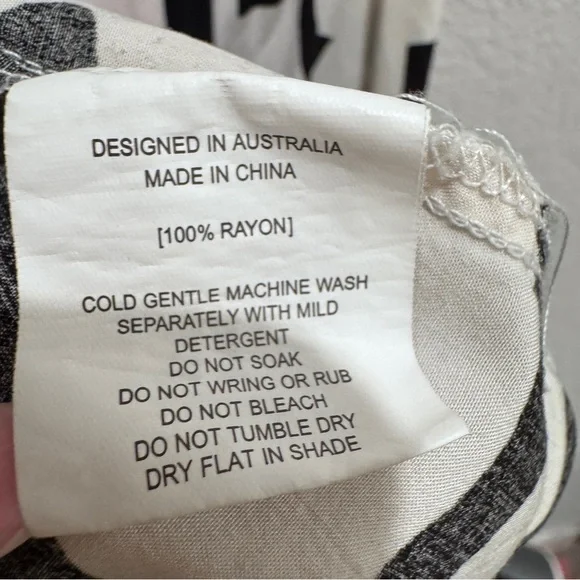 DESIGNED IN AUSTRALIA
MADE IN CHINA
[100% RAYON]
COLD GENTLE MACHINE WASH
SEPARATELY WITH MILD
DETERGENT
DO NOT SOAK
DO NOT WRING OR RUB
DO NOT BLEACH
DO NOT TUMBLE DRY
DRY FLAT IN SHADE